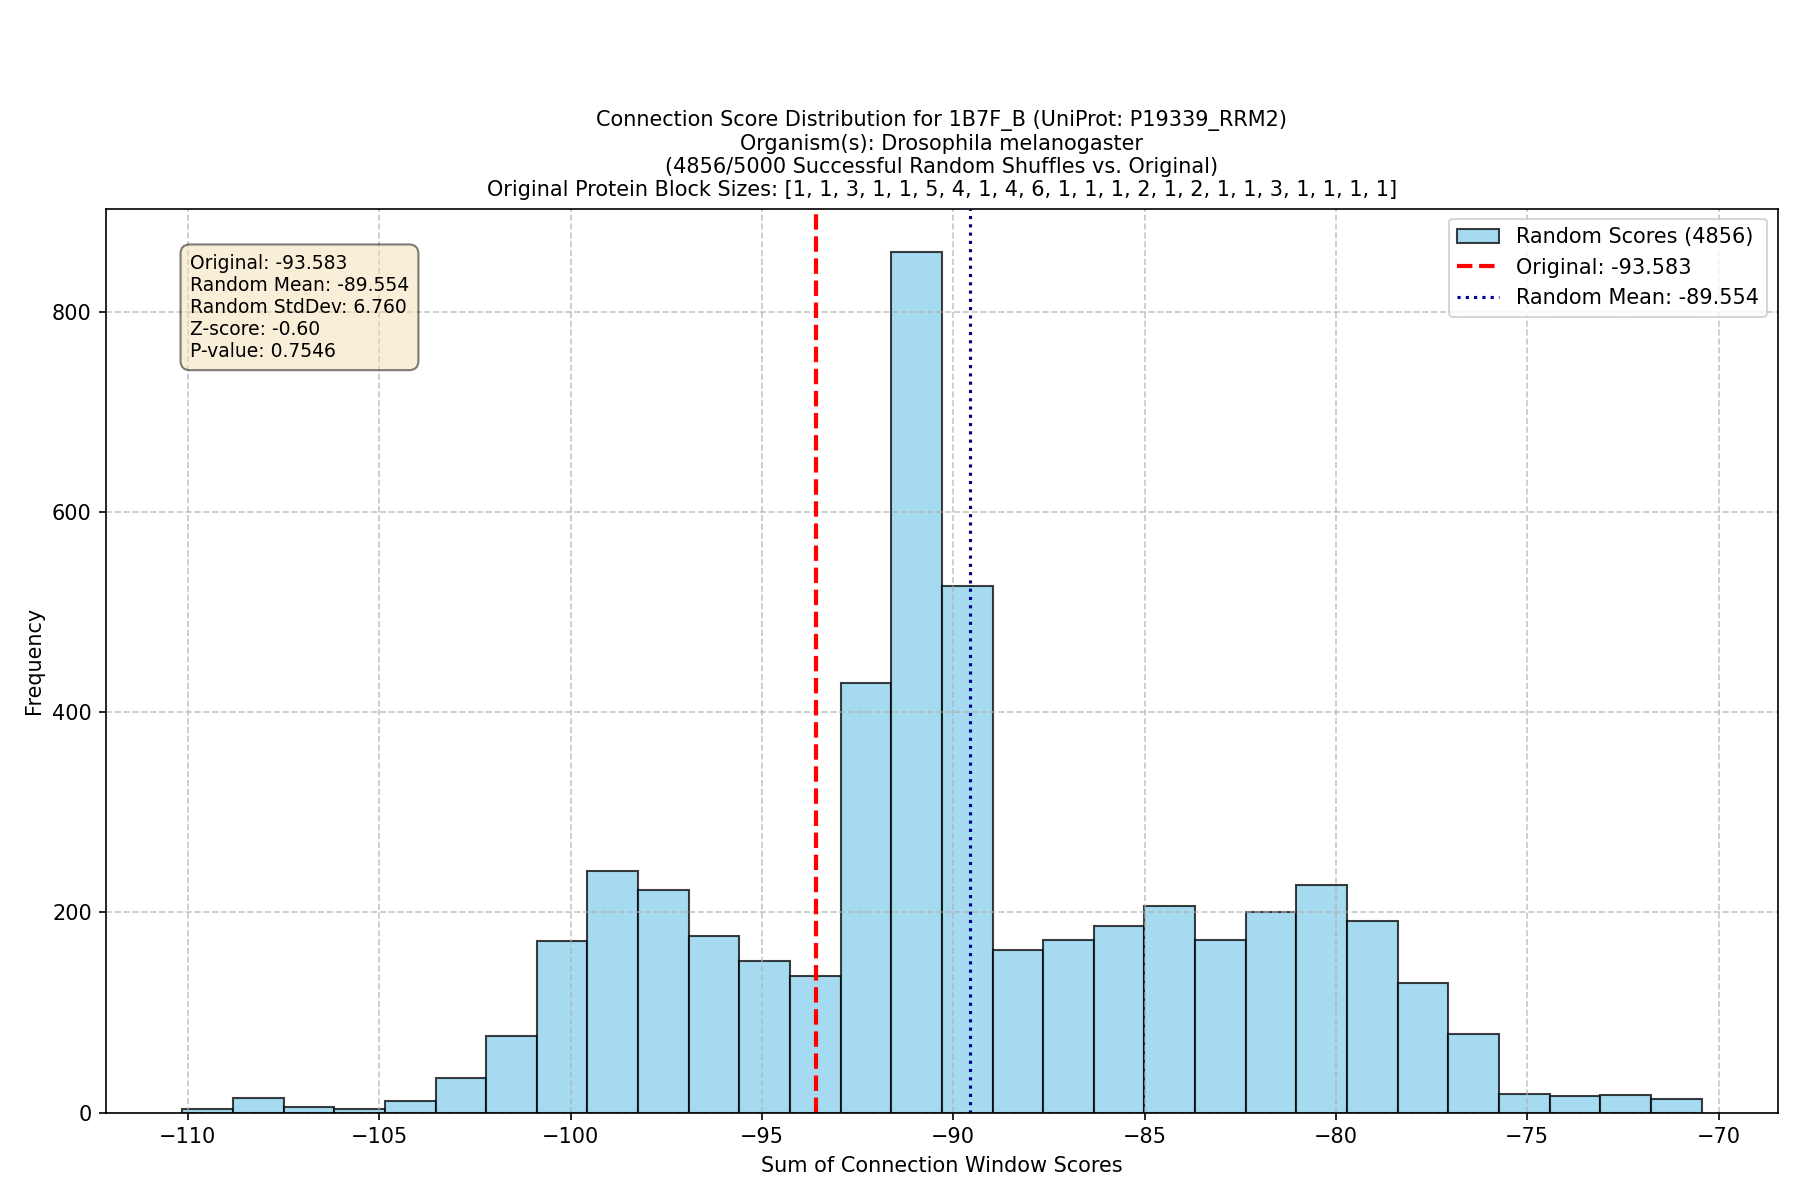 Connection Score Distribution for 1B7F_B (UniProt: P19339_RRM2)
Organism(s): Drosophila melanogaster
(4856/5000 Successful Random Shuffles vs. Original)
Original Protein Block Sizes: [1, 1, 3, 1, 1, 5, 4, 1, 4, 6, 1, 1, 1, 2, 1, 2, 1, 1, 3, 1, 1, 1, 1]
Original: -93.583
Random Mean: -89.554
Random StdDev: 6.760
Z-score: -0.60
P-value: 0.7546
Random Scores (4856)
Original: -93.583
Random Mean: -89.554
Frequency
800
600
400
200
0
−110
−105
−100
−95
−90
−85
−80
−75
−70
Sum of Connection Window Scores